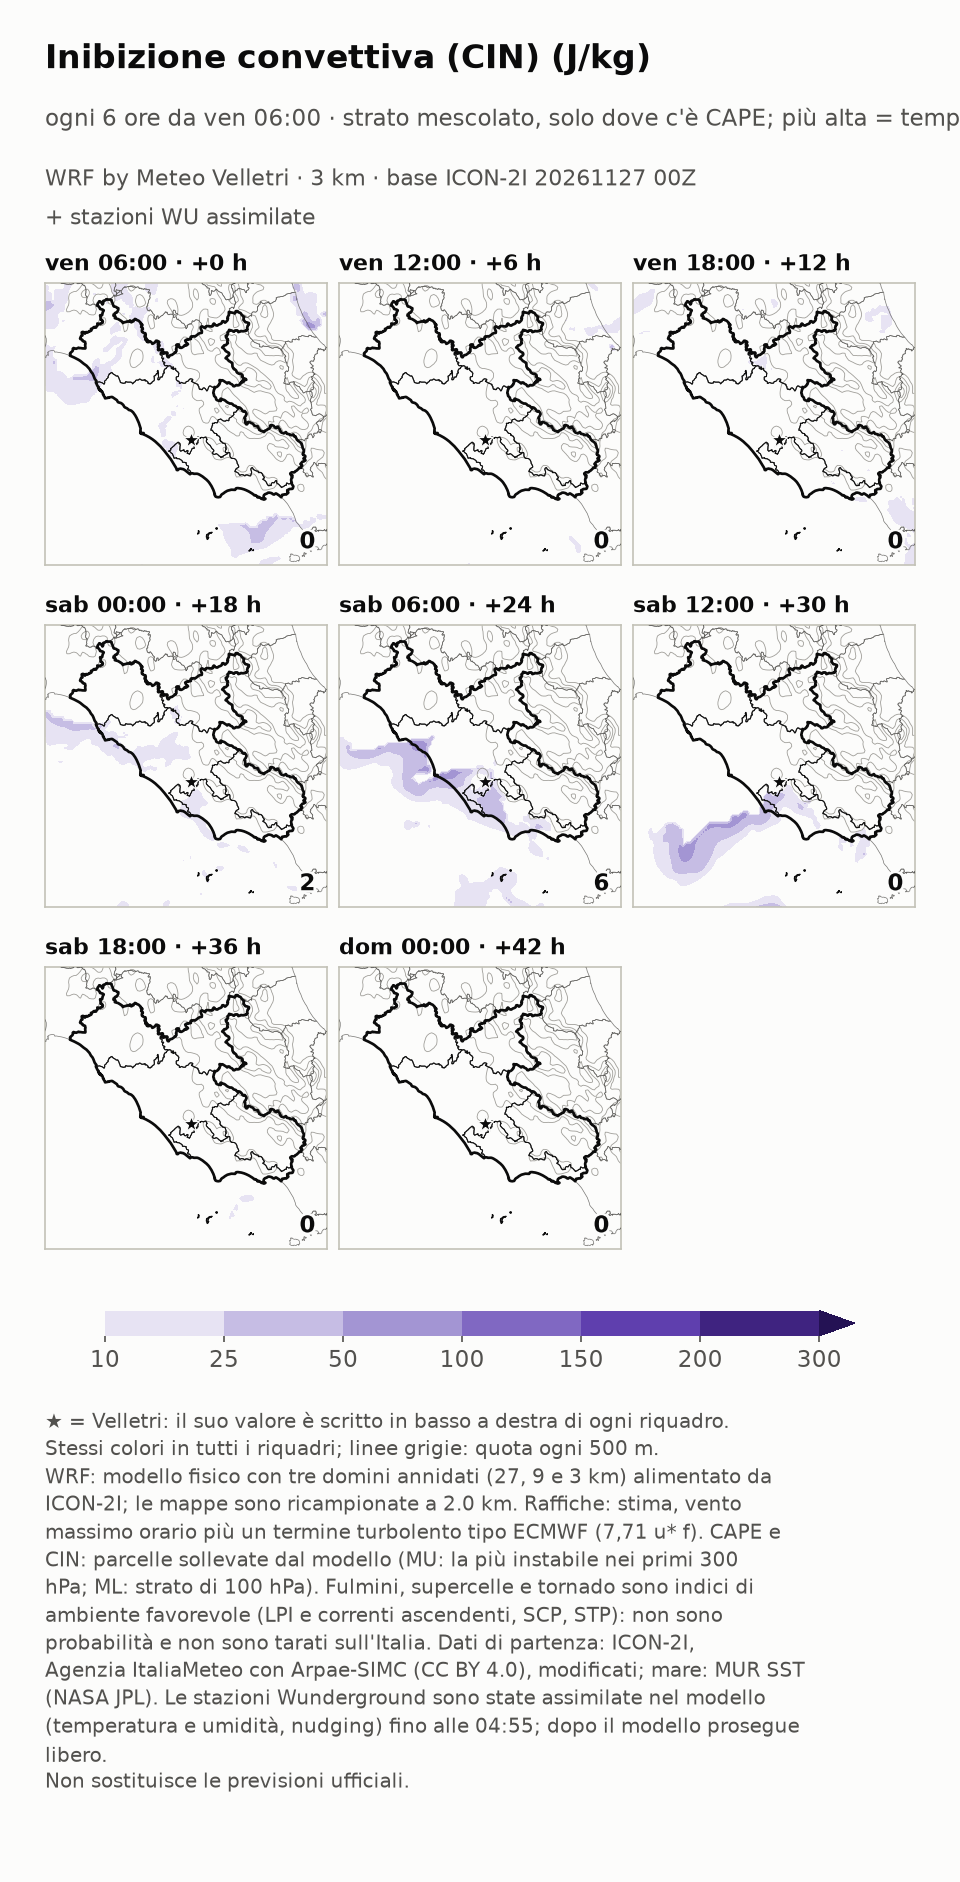 Inibizione convettiva (CIN) (J/kg)
ogni 6 ore da ven 06:00 · strato mescolato, solo dove c'è CAPE; più alta = temp
WRF by Meteo Velletri · 3 km · base ICON-2I 20261127 00Z
+ stazioni WU assimilate
ven 06:00 · +0 h
ven 12:00 · +6 h
ven 18:00 · +12 h
0
0
0
sab 00:00 · +18 h
sab 06:00 · +24 h
sab 12:00 · +30 h
2
6
0
sab 18:00 · +36 h
dom 00:00 · +42 h
0
0
10 25 50 100 150 200 300
★ = Velletri: il suo valore è scritto in basso a destra di ogni riquadro.
Stessi colori in tutti i riquadri; linee grigie: quota ogni 500 m.
WRF: modello fisico con tre domini annidati (27, 9 e 3 km) alimentato da
ICON-2I; le mappe sono ricampionate a 2.0 km. Raffiche: stima, vento
massimo orario più un termine turbolento tipo ECMWF (7,71 u* f). CAPE e
CIN: parcelle sollevate dal modello (MU: la più instabile nei primi 300
hPa; ML: strato di 100 hPa). Fulmini, supercelle e tornado sono indici di
ambiente favorevole (LPI e correnti ascendenti, SCP, STP): non sono
probabilità e non sono tarati sull'Italia. Dati di partenza: ICON-2I,
Agenzia ItaliaMeteo con Arpae-SIMC (CC BY 4.0), modificati; mare: MUR SST
(NASA JPL). Le stazioni Wunderground sono state assimilate nel modello
(temperatura e umidità, nudging) fino alle 04:55; dopo il modello prosegue
libero.
Non sostituisce le previsioni ufficiali.